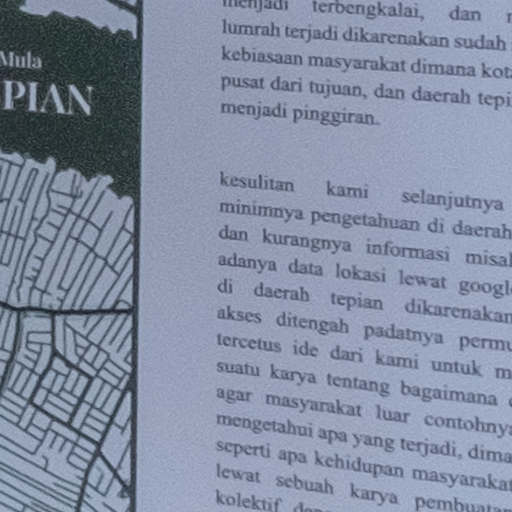 Mula
PIAN
menjadi terbengkalai, dan
lumrah terjadi dikarenakan sudah
kebiasaan masyarakat dimana kota
pusat dari tujuan, dan daerah tepi
menjadi pinggiran.
kesulitan kami selanjutnya
minimnya pengetahuan di daerah
dan kurangnya informasi misal
adanya data lokasi lewat google
di daerah tepian dikarenakan
akses ditengah padatnya permu
tercetus ide dari kami untuk m
suatu karya tentang bagaimana
agar masyarakat luar contohnya
mengetahui apa yang terjadi, dima
seperti apa kehidupan masyarakat
lewat sebuah karya pembuatan
kolektif